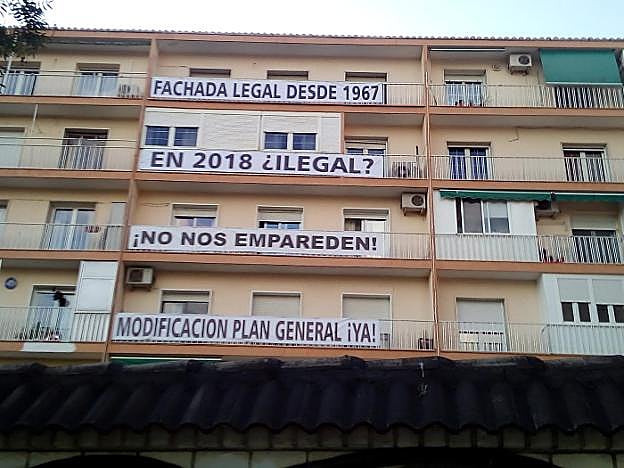 FACHADA LEGAL DESDE 1967
EN 2018 ¿ILEGAL?
¡NO NOS EMPAREDEN!
MODIFICACION PLAN GENERAL ¡YA!